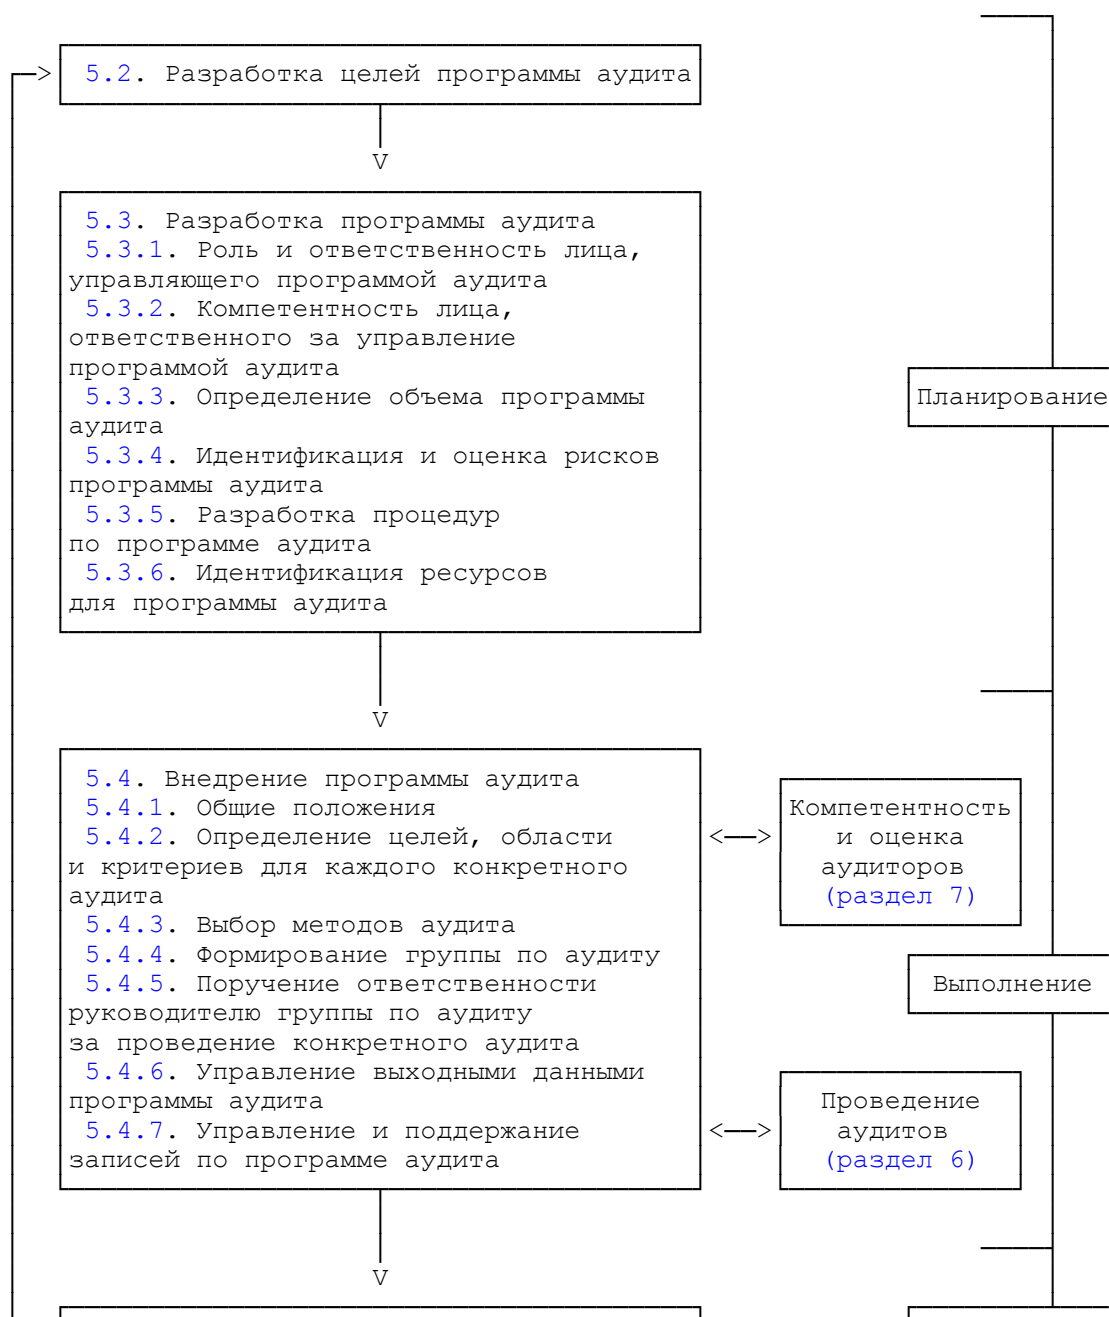 5.2. Разработка целей программы аудита
5.3. Разработка программы аудита
5.3.1. Роль и ответственность лица,
управляющего программой аудита
5.3.2. Компетентность лица,
ответственного за управление
программой аудита
5.3.3. Определение объема программы
аудита
5.3.4. Идентификация и оценка рисков
программы аудита
5.3.5. Разработка процедур
по программе аудита
5.3.6. Идентификация ресурсов
для программы аудита
Планирование
5.4. Внедрение программы аудита
5.4.1. Общие положения
5.4.2. Определение целей, области
и критериев для каждого конкретного
аудита
5.4.3. Выбор методов аудита
5.4.4. Формирование группы по аудиту
5.4.5. Поручение ответственности
руководителю группы по аудиту
за проведение конкретного аудита
5.4.6. Управление выходными данными
программы аудита
5.4.7. Управление и поддержание
записей по программе аудита
Компетентность
и оценка
аудиторов
(раздел 7)
Выполнение
Проведение
аудитов
(раздел 6)